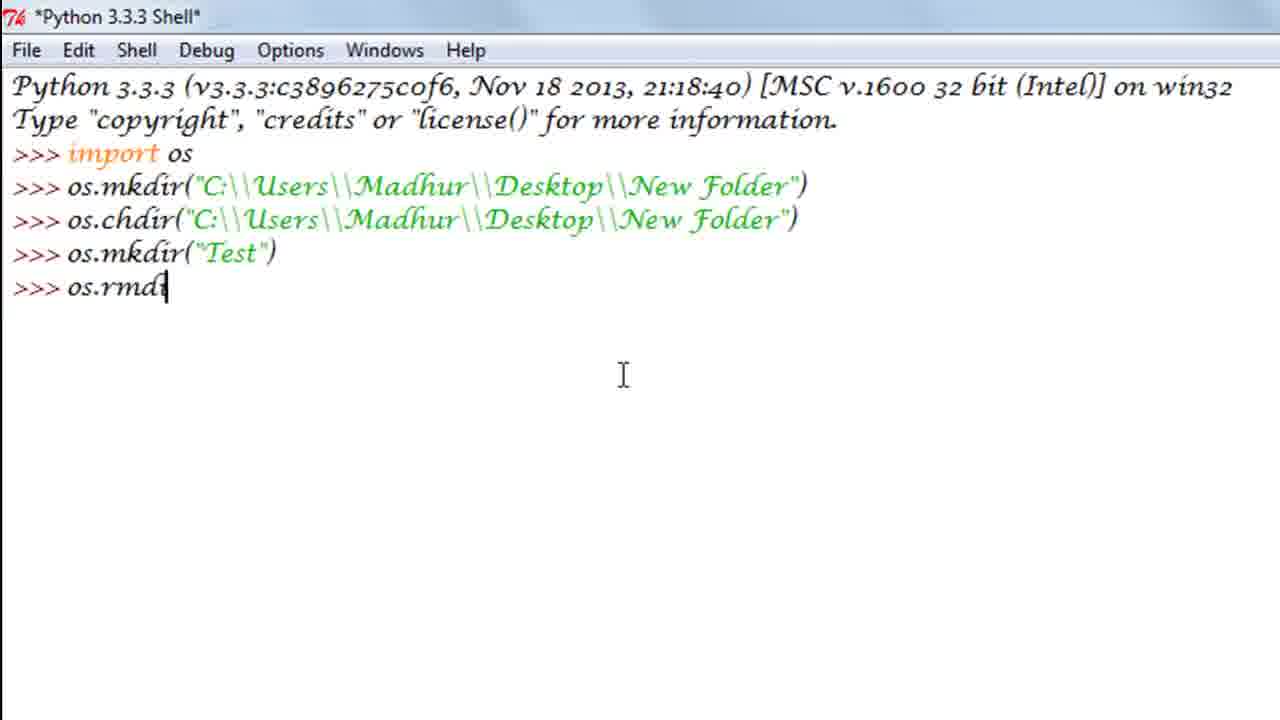 *Python 3.3.3 Shell*
File Edit Shell Debug Options Windows Help
Python 3.3.3 (v3.3.3:c3896275c0f6, Nov 18 2013, 21:18:40) [MSC v.1600 32 bit (Intel)] on win32
Type "copyright", "credits" or "license()" for more information.
>>> import os
>>> os.mkdir("C:\\Users\\Madhur\\Desktop\\New Folder")
>>> os.chdir("C:\\Users\\Madhur\\Desktop\\New Folder")
>>> os.mkdir("Test")
>>> os.rmdi